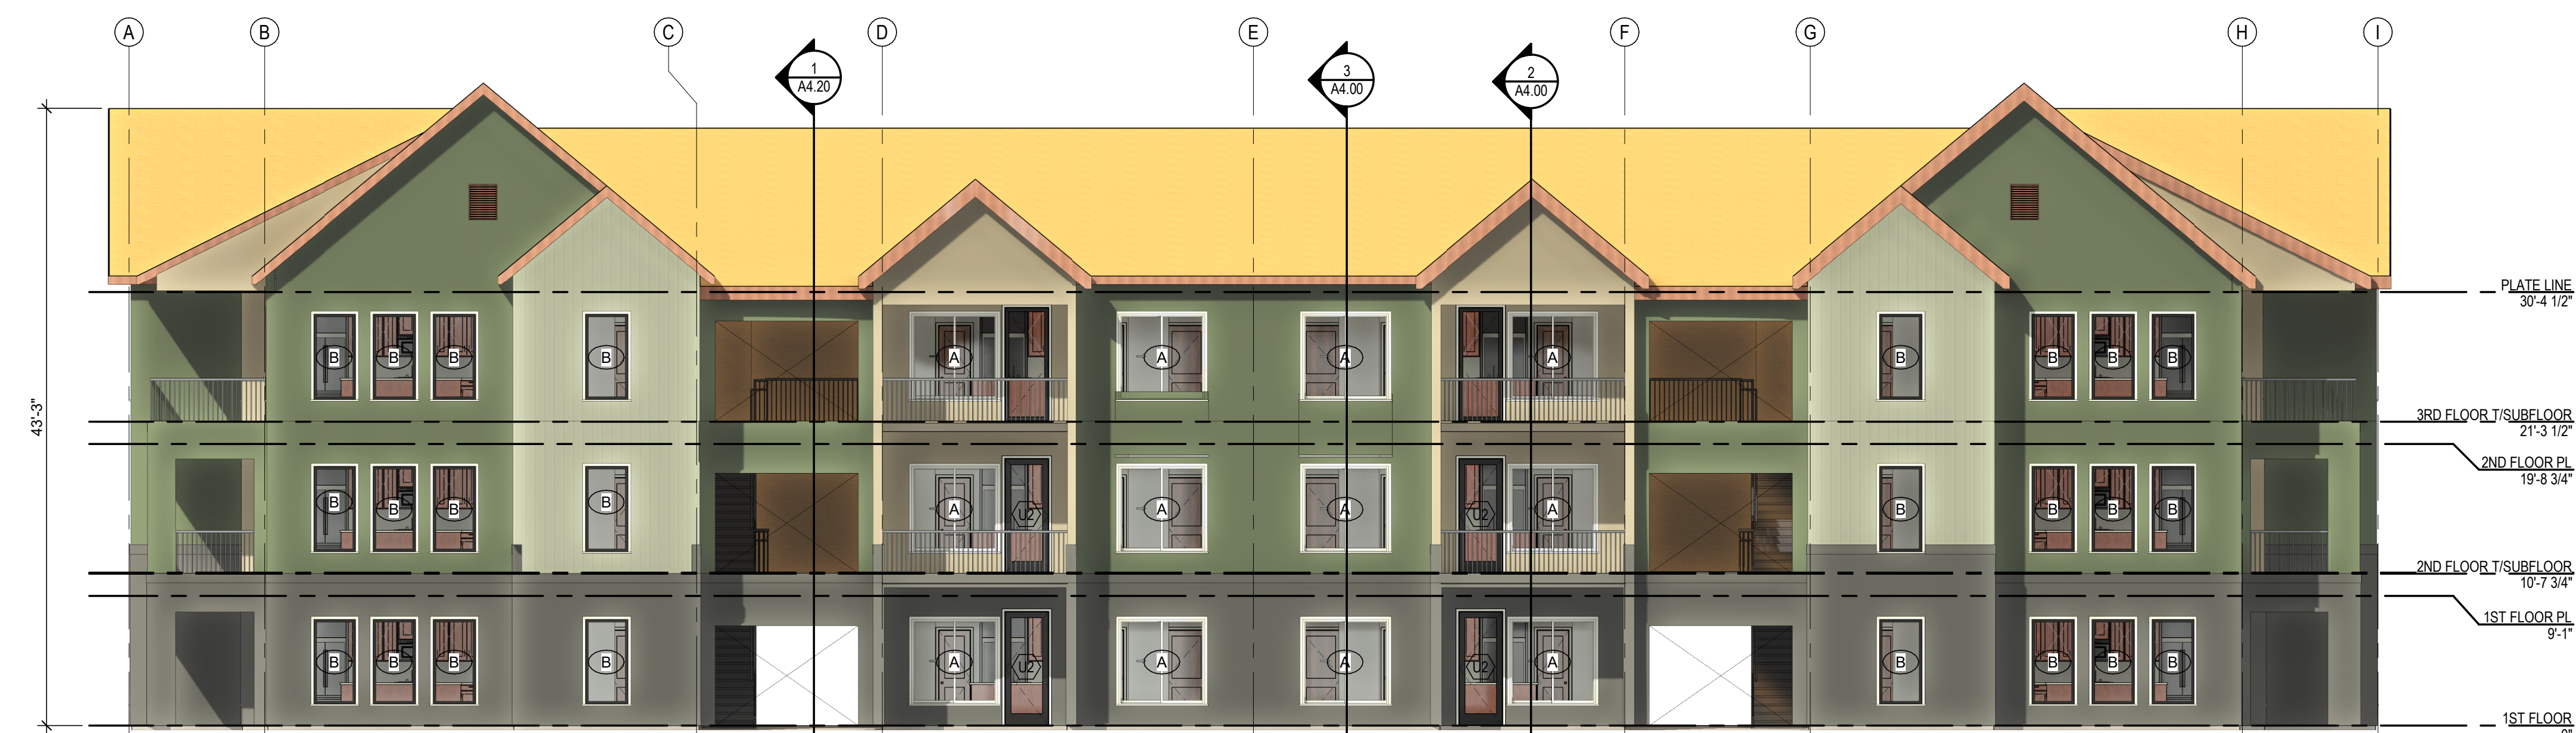 A B C D E F G H I
1
A4.20
3
A4.00
2
A4.00
43'-3"
PLATE LINE
30'-4 1/2"
B B B B A A A A B B B B
3RD FLOOR T/SUBFLOOR
21'-3 1/2"
2ND FLOOR PL
19'-8 3/4"
B B B B A U2 A A U2 A B B B B
2ND FLOOR T/SUBFLOOR
10'-7 3/4"
1ST FLOOR PL
9'-1"
B B B B A U2 A A U2 A B B B B
1ST FLOOR